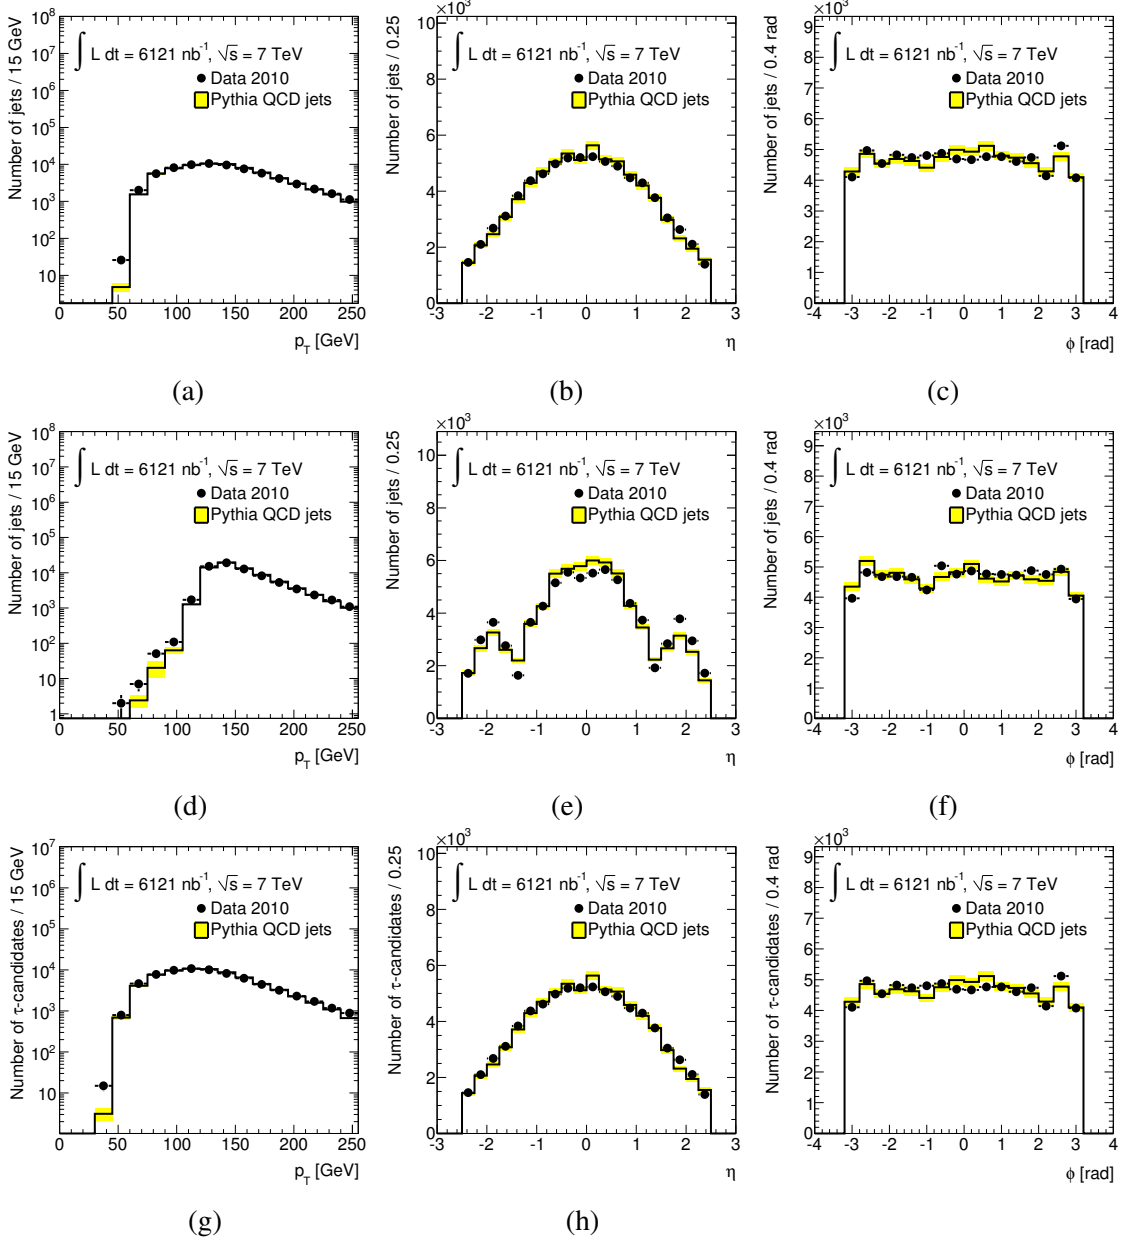 Number of jets / 15 GeV
10^8
10^7
10^6
10^5
10^4
10^3
10^2
10
∫ L dt = 6121 nb^-1, √s = 7 TeV
Data 2010
Pythia QCD jets
0 50 100 150 200 250
p_T [GeV]
(a)
Number of jets / 0.25
×10^3
10
8
6
4
2
0
∫ L dt = 6121 nb^-1, √s = 7 TeV
Data 2010
Pythia QCD jets
-3 -2 -1 0 1 2 3
η
(b)
Number of jets / 0.4 rad
×10^3
9
8
7
6
5
4
3
2
1
0
∫ L dt = 6121 nb^-1, √s = 7 TeV
Data 2010
Pythia QCD jets
-4 -3 -2 -1 0 1 2 3 4
ϕ [rad]
(c)
Number of jets / 15 GeV
10^8
10^7
10^6
10^5
10^4
10^3
10^2
10
1
∫ L dt = 6121 nb^-1, √s = 7 TeV
Data 2010
Pythia QCD jets
0 50 100 150 200 250
p_T [GeV]
(d)
Number of jets / 0.25
×10^3
10
8
6
4
2
0
∫ L dt = 6121 nb^-1, √s = 7 TeV
Data 2010
Pythia QCD jets
-3 -2 -1 0 1 2 3
η
(e)
Number of jets / 0.4 rad
×10^3
9
8
7
6
5
4
3
2
1
0
∫ L dt = 6121 nb^-1, √s = 7 TeV
Data 2010
Pythia QCD jets
-4 -3 -2 -1 0 1 2 3 4
ϕ [rad]
(f)
Number of τ-candidates / 15 GeV
10^7
10^6
10^5
10^4
10^3
10^2
10
∫ L dt = 6121 nb^-1, √s = 7 TeV
Data 2010
Pythia QCD jets
0 50 100 150 200 250
p_T [GeV]
(g)
Number of τ-candidates / 0.25
×10^3
10
8
6
4
2
0
∫ L dt = 6121 nb^-1, √s = 7 TeV
Data 2010
Pythia QCD jets
-3 -2 -1 0 1 2 3
η
(h)
Number of τ-candidates / 0.4 rad
×10^3
9
8
7
6
5
4
3
2
1
0
∫ L dt = 6121 nb^-1, √s = 7 TeV
Data 2010
Pythia QCD jets
-4 -3 -2 -1 0 1 2 3 4
ϕ [rad]